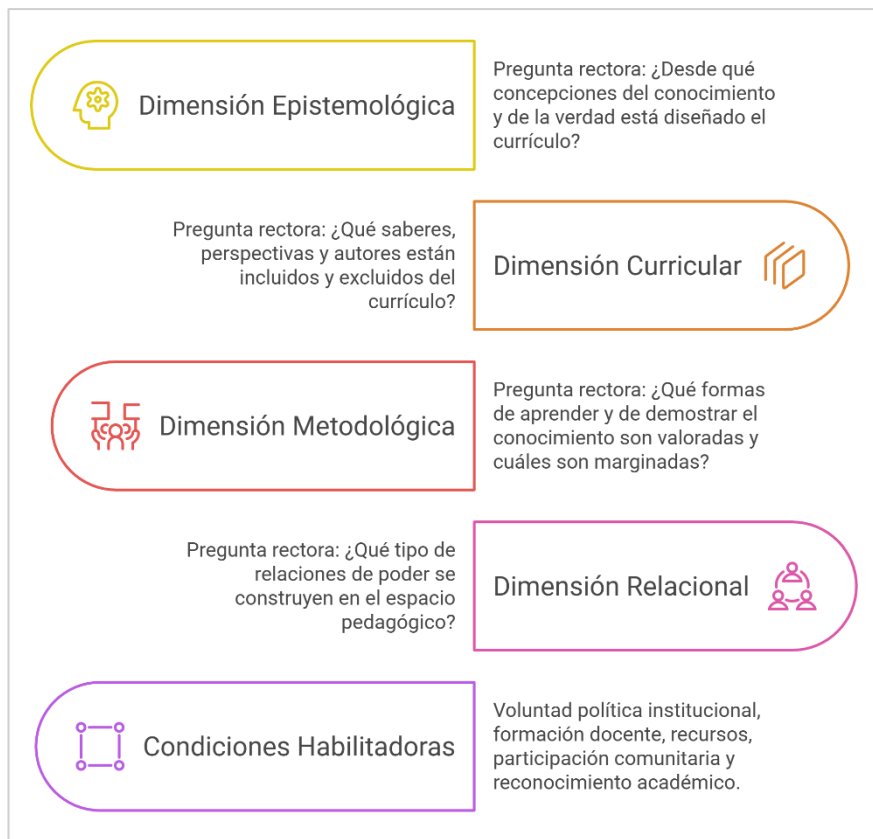 Dimensión Epistemológica
Pregunta rectora: ¿Desde qué
concepciones del conocimiento
y de la verdad está diseñado el
currículo?
Pregunta rectora: ¿Qué saberes,
perspectivas y autores están
incluidos y excluidos del
currículo?
Dimensión Curricular
Dimensión Metodológica
Pregunta rectora: ¿Qué formas
de aprender y de demostrar el
conocimiento son valoradas y
cuáles son marginadas?
Pregunta rectora: ¿Qué tipo de
relaciones de poder se
construyen en el espacio
pedagógico?
Dimensión Relacional
Condiciones Habilitadoras
Voluntad política institucional,
formación docente, recursos,
participación comunitaria y
reconocimiento académico.